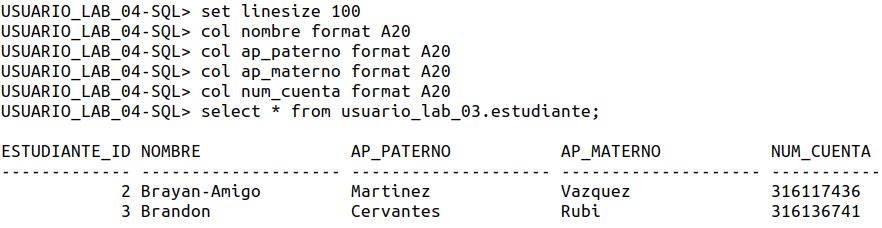 USUARIO_LAB_04-SQL> set linesize 100
USUARIO_LAB_04-SQL> col nombre format A20
USUARIO_LAB_04-SQL> col ap_paterno format A20
USUARIO_LAB_04-SQL> col ap_materno format A20
USUARIO_LAB_04-SQL> col num_cuenta format A20
USUARIO_LAB_04-SQL> select * from usuario_lab_03.estudiante;

ESTUDIANTE_ID NOMBRE               AP_PATERNO           AP_MATERNO           NUM_CUENTA
------------- -------------------- -------------------- -------------------- -----------
            2 Brayan-Amigo         Martinez             Vazquez              316117436
            3 Brandon              Cervantes            Rubi                 316136741